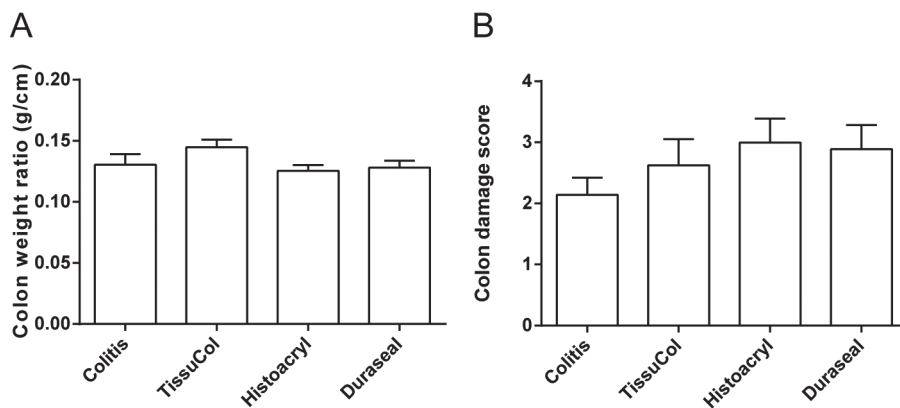 A
Colon weight ratio (g/cm)
0.20
0.15
0.10
0.05
0.00
Colitis
TissuCol
Histoacryl
Duraseal
B
Colon damage score
4
3
2
1
0
Colitis
TissuCol
Histoacryl
Duraseal